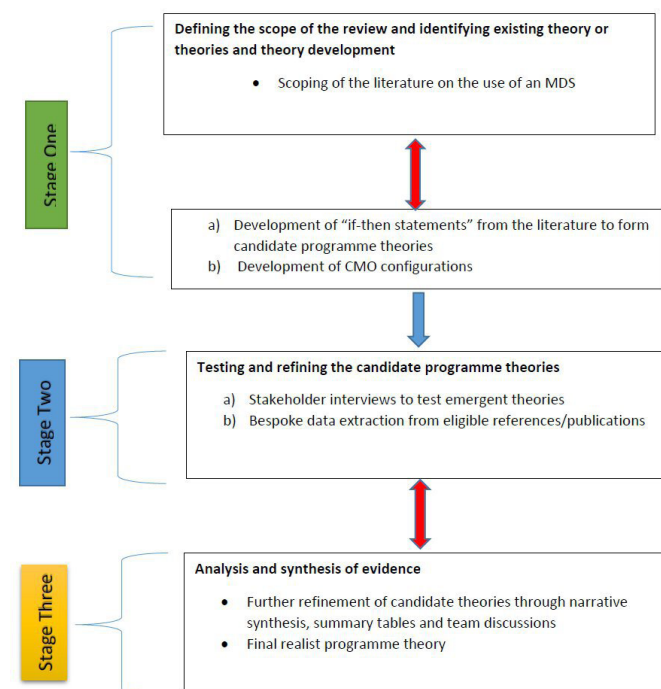 Stage One
Defining the scope of the review and identifying existing theory or
theories and theory development
• Scoping of the literature on the use of an MDS
a) Development of “if-then statements” from the literature to form
candidate programme theories
b) Development of CMO configurations
Stage Two
Testing and refining the candidate programme theories
a) Stakeholder interviews to test emergent theories
b) Bespoke data extraction from eligible references/publications
Stage Three
Analysis and synthesis of evidence
• Further refinement of candidate theories through narrative
synthesis, summary tables and team discussions
• Final realist programme theory